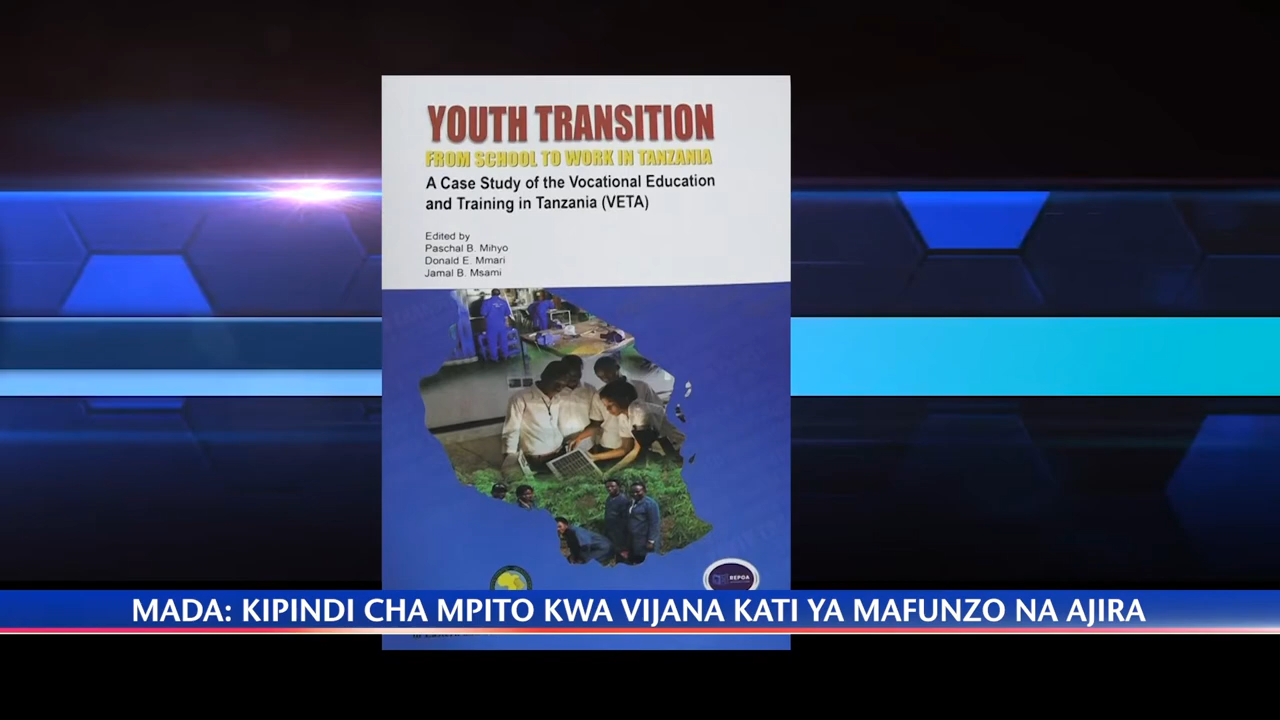 YOUTH TRANSITION
FROM SCHOOL TO WORK IN TANZANIA
A Case Study of the Vocational Education
and Training in Tanzania (VETA)
Edited by
Paschal B. Mihyo
Donald E. Mmari
Jamal B. Msami
REPOA
MADA: KIPINDI CHA MPITO KWA VIJANA KATI YA MAFUNZO NA AJIRA